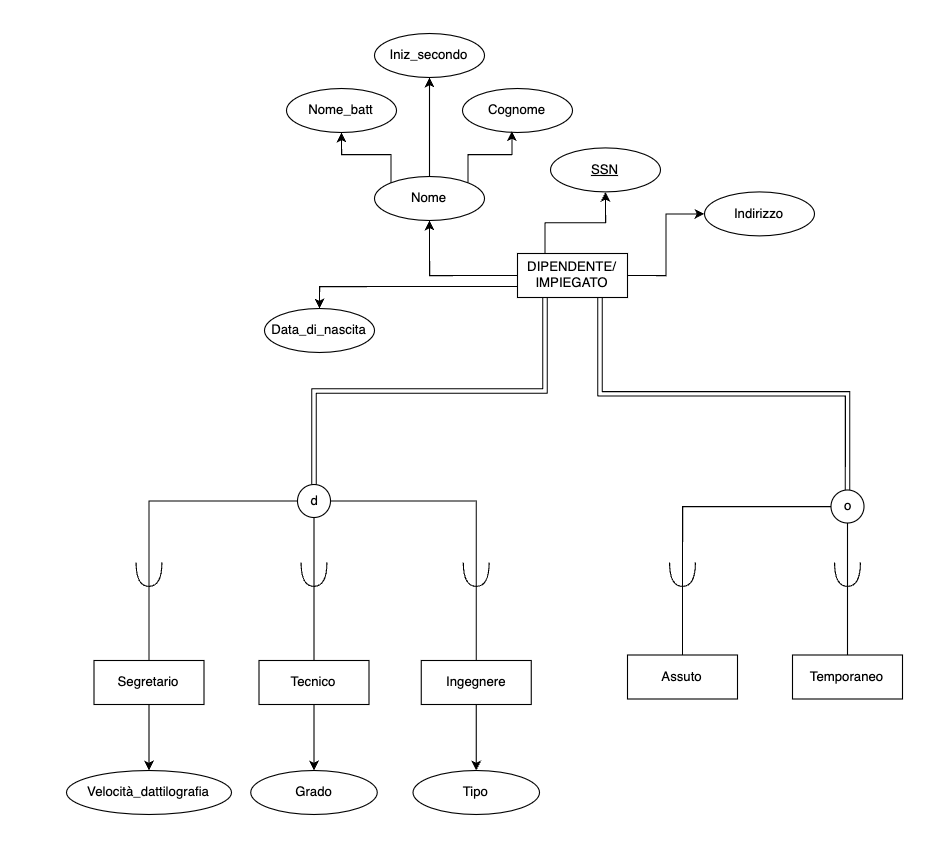 Iniz_secondo
Nome_batt
Cognome
Nome
SSN
Indirizzo
DIPENDENTE/
IMPIEGATO
Data_di_nascita
d
o
Segretario
Tecnico
Ingegnere
Assuto
Temporaneo
Velocità_dattilografia
Grado
Tipo